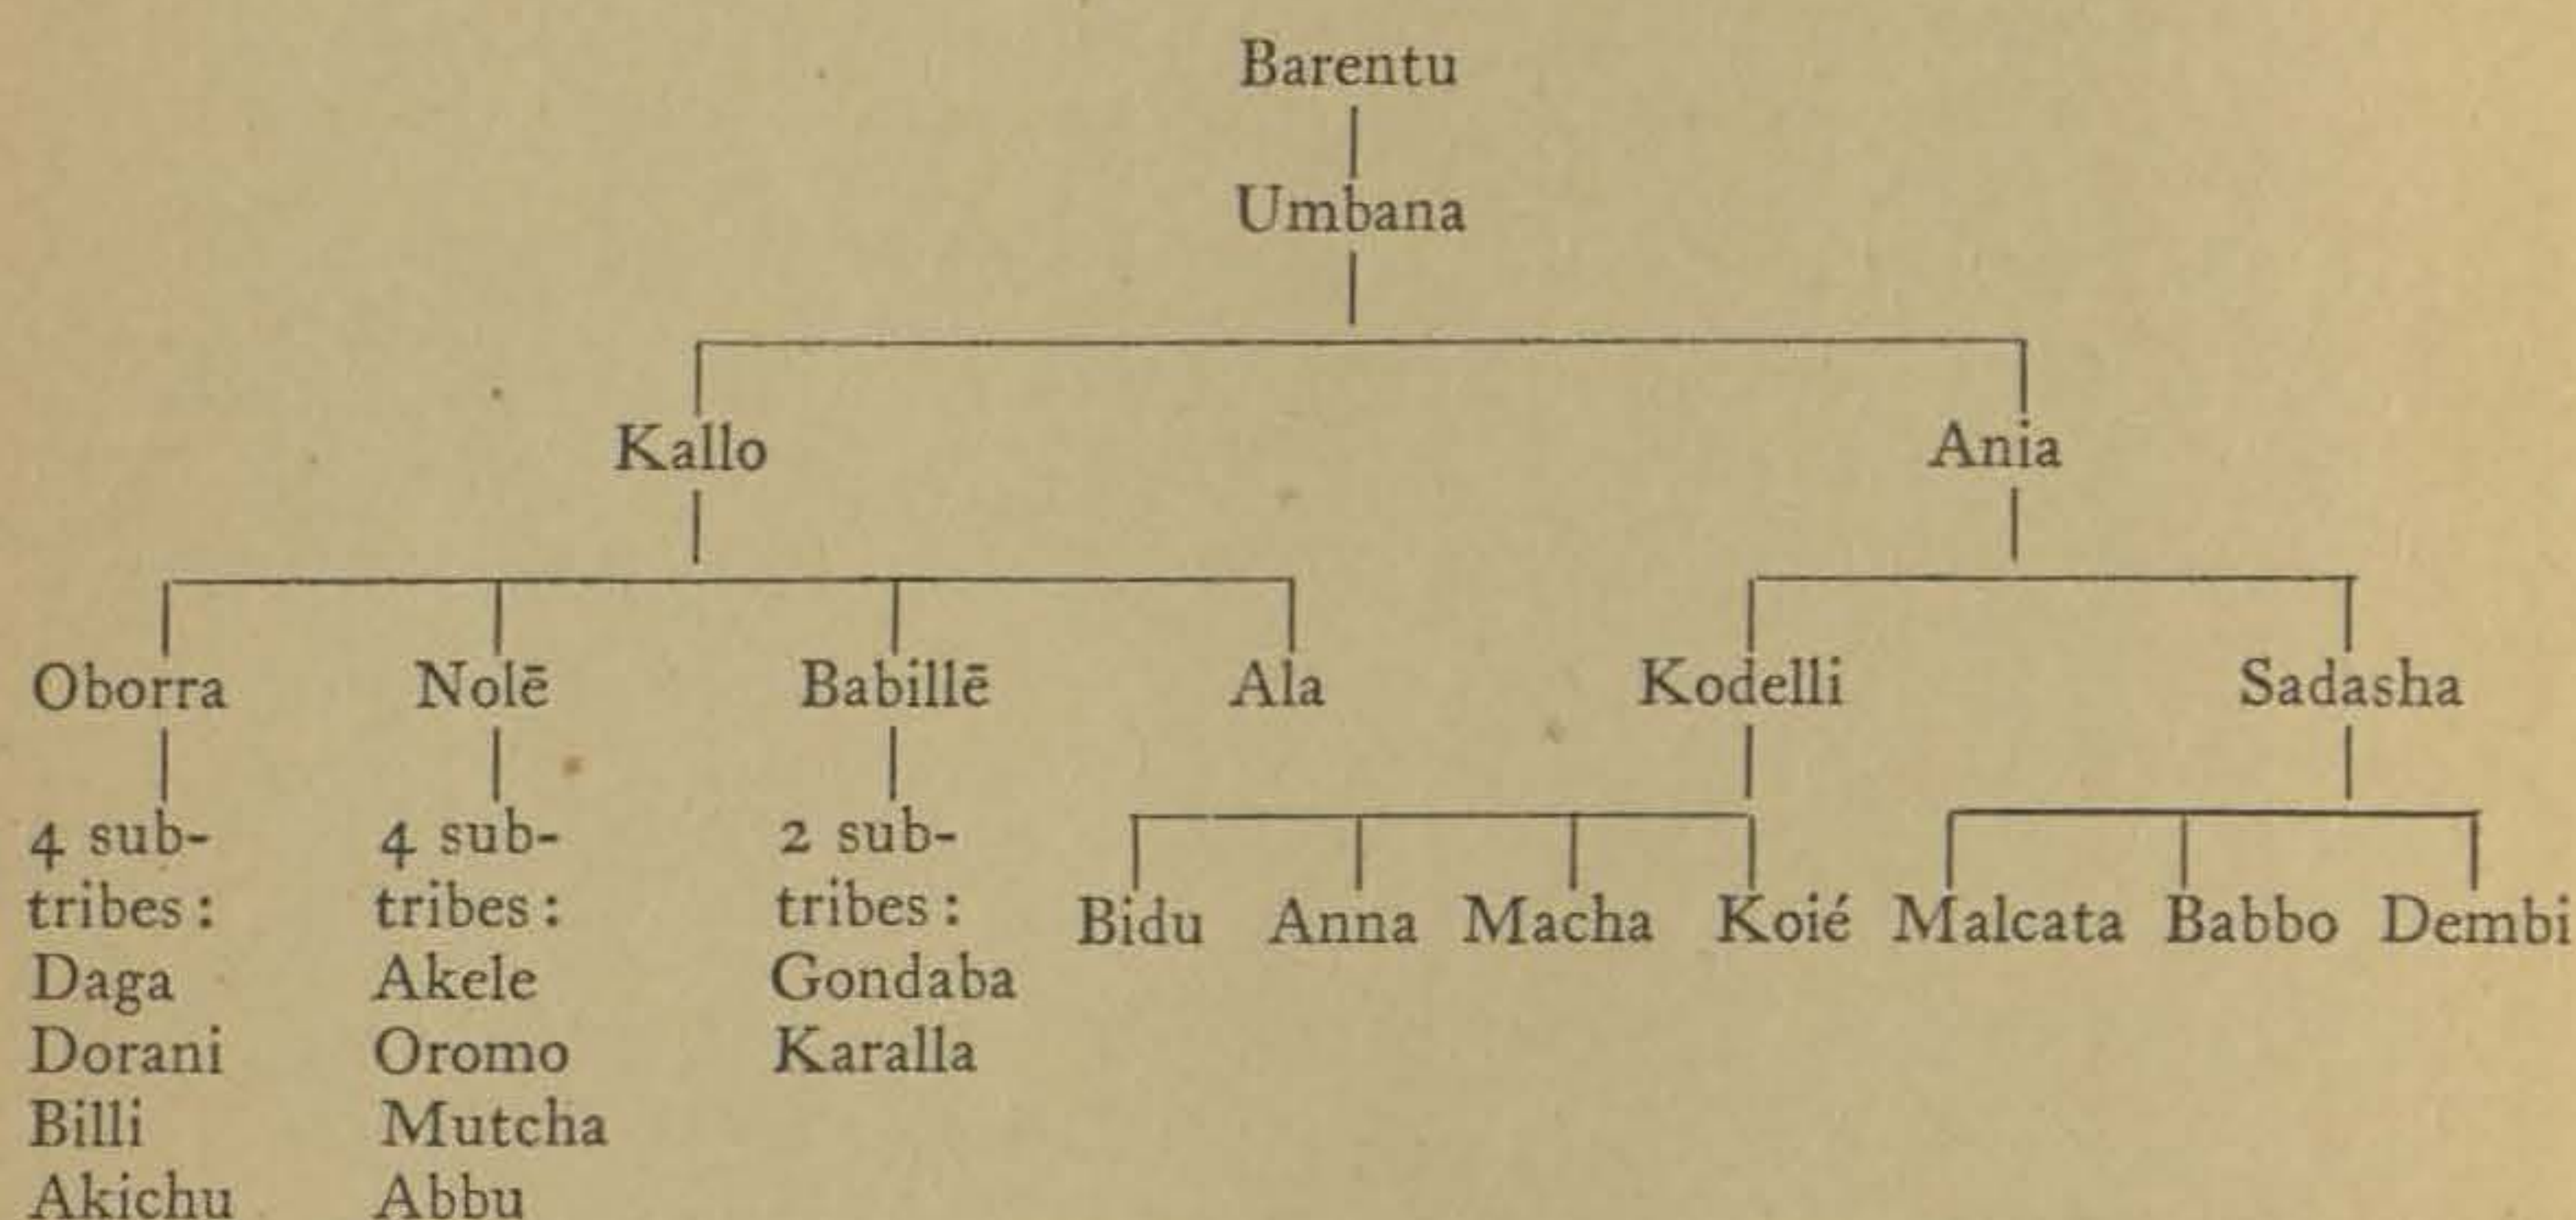 Barentu
Umbana
Kallo Ania
Oborra Nolē Babillē Ala Kodelli Sadasha
4 sub- 4 sub- 2 sub-
tribes: tribes: tribes: Bidu Anna Macha Koié Malcata Babbo Dembi
Daga Akele Gondaba
Dorani Oromo Karalla
Billi Mutcha
Akichu Abbu